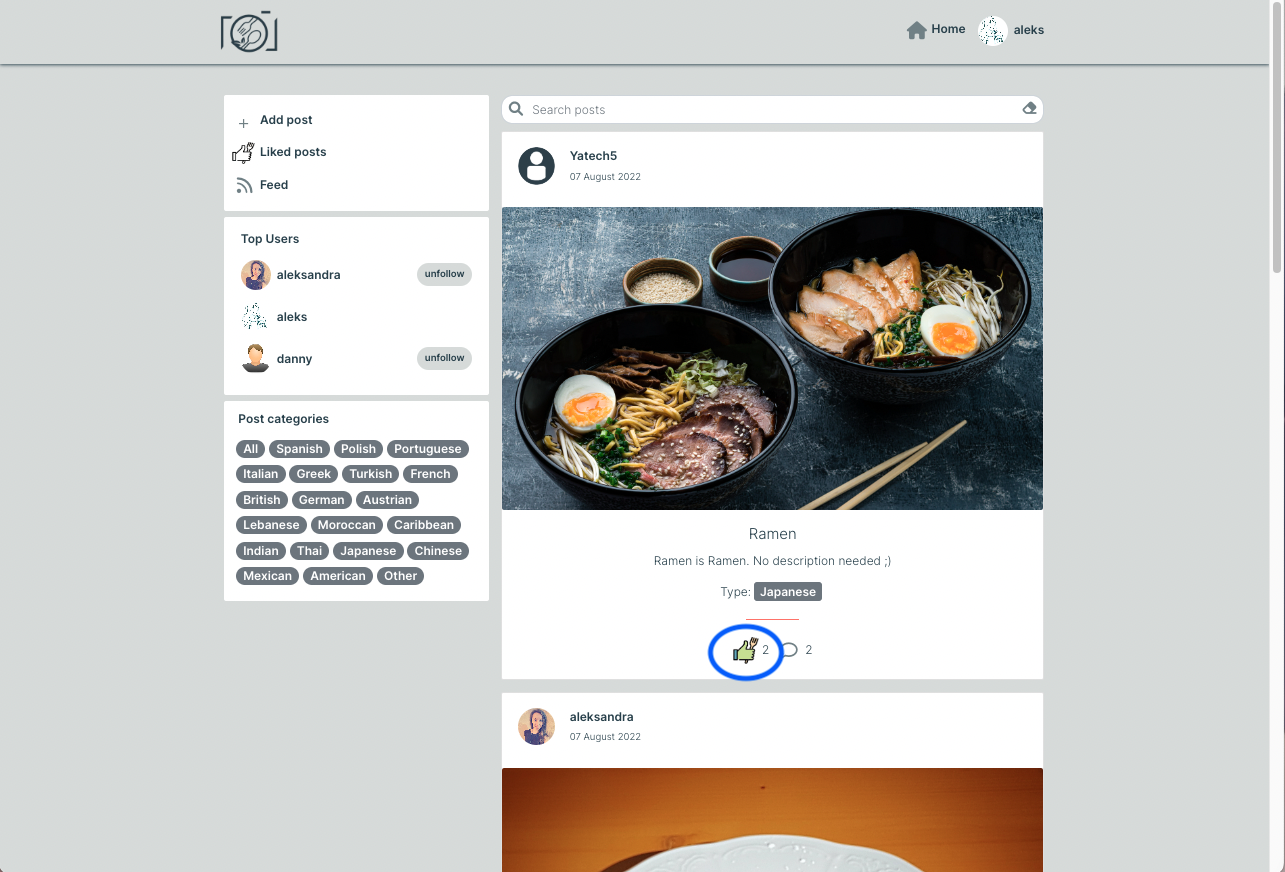 Home aleks
Add post
Liked posts
Feed
Top Users
aleksandra unfollow
aleks
danny unfollow
Post categories
All Spanish Polish Portuguese
Italian Greek Turkish French
British German Austrian
Lebanese Moroccan Caribbean
Indian Thai Japanese Chinese
Mexican American Other
Search posts
Yatech5
07 August 2022
Ramen
Ramen is Ramen. No description needed ;)
Type: Japanese
2 2
aleksandra
07 August 2022